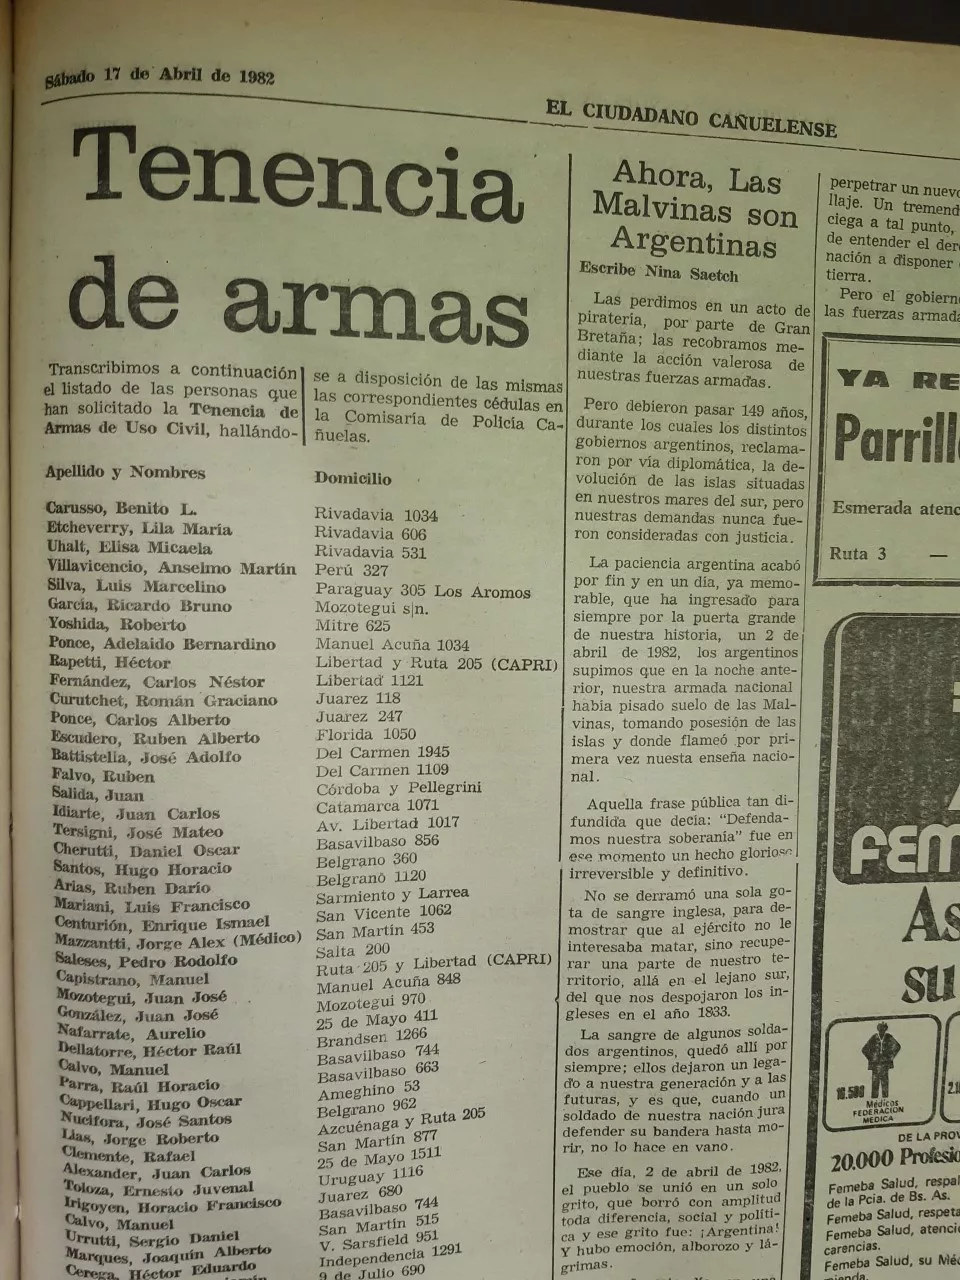 Sábado 17 de Abril de 1982
EL CIUDADANO CAÑUELENSE
Tenencia
de armas
Transcribimos a continuación
el listado de las personas que
han solicitado la Tenencia de
Armas de Uso Civil, hallándo-
se a disposición de las mismas
las correspondientes cédulas en
la Comisaría de Policía Ca-
ñuelas.
Apellido y Nombres
Carusso, Benito L.
Etcheverry, Lila María
Uhalt, Elisa Micaela
Villavicencio, Anselmo Martín
Silva, Luis Marcelino
García, Ricardo Bruno
Yoshida, Roberto
Ponce, Adelaido Bernardino
Rapetti, Héctor
Fernández, Carlos Néstor
Curutchet, Román Graciano
Ponce, Carlos Alberto
Escudero, Ruben Alberto
Battistella, José Adolfo
Falvo, Ruben
Salida, Juan
Idiarte, Juan Carlos
Tersigni, José Mateo
Cherutti, Daniel Oscar
Santos, Hugo Horacio
Arias, Ruben Darío
Mariani, Luis Francisco
Centurión, Enrique Ismael
Mazzantti, Jorge Alex (Médico)
Saleses, Pedro Rodolfo
Capistrano, Manuel
Mozotegui, Juan José
González, Juan José
Nafarrate, Aurelio
Dellatorre, Héctor Raúl
Calvo, Manuel
Parra, Raúl Horacio
Cappellari, Hugo Oscar
Nucifora, José Santos
Lías, Jorge Roberto
Clemente, Rafael
Alexander, Juan Carlos
Toloza, Ernesto Juvenal
Irigoyen, Horacio Francisco
Calvo, Manuel
Urrutti, Sergio Daniel
Marques, Joaquín Alberto
Cerega, Héctor Eduardo
Domicilio
Rivadavia 1034
Rivadavia 606
Rivadavia 531
Perú 327
Paraguay 305 Los Aromos
Mozotegui s/n.
Mitre 625
Manuel Acuña 1034
Libertad y Ruta 205 (CAPRI)
Libertad 1121
Juarez 118
Juarez 247
Florida 1050
Del Carmen 1945
Del Carmen 1109
Córdoba y Pellegrini
Catamarca 1071
Av. Libertad 1017
Basavilbaso 856
Belgrano 360
Belgrano 1120
Sarmiento y Larrea
San Vicente 1062
San Martín 453
Salta 200
Ruta 205 y Libertad (CAPRI)
Manuel Acuña 848
Mozotegui 970
25 de Mayo 411
Brandsen 1266
Basavilbaso 744
Basavilbaso 663
Ameghino 53
Belgrano 962
Azcuénaga y Ruta 205
San Martín 877
25 de Mayo 1511
Uruguay 1116
Juarez 680
Basavilbaso 744
San Martín 515
V. Sarsfield 951
Independencia 1291
9 de Julio 690
Ahora, Las
Malvinas son
Argentinas
Escribe Nina Saetch
Las perdimos en un acto de
piratería, por parte de Gran
Bretaña; las recobramos me-
diante la acción valerosa de
nuestras fuerzas armadas.
Pero debieron pasar 149 años,
durante los cuales los distintos
gobiernos argentinos, reclama-
ron por vía diplomática, la de-
volución de las islas situadas
en nuestros mares del sur, pero
nuestras demandas nunca fue-
ron consideradas con justicia.
La paciencia argentina acabó
por fin y en un día, ya memo-
rable, que ha ingresado para
siempre por la puerta grande
de nuestra historia, un 2 de
abril de 1982, los argentinos
supimos que en la noche ante-
rior, nuestra armada nacional
había pisado suelo de las Mal-
vinas, tomando posesión de las
islas y donde flameó por pri-
mera vez nuesta enseña nacio-
nal.
Aquella frase pública tan di-
fundida que decía: "Defenda-
mos nuestra soberanía" fue en
ese momento un hecho glorioso
irreversible y definitivo.
No se derramó una sola go-
ta de sangre inglesa, para de-
mostrar que al ejército no le
interesaba matar, sino recupe-
rar una parte de nuestro te-
rritorio, allá en el lejano sur,
del que nos despojaron los in-
gleses en el año 1833.
La sangre de algunos solda-
dos argentinos, quedó allí por
siempre; ellos dejaron un lega-
do a nuestra generación y a las
futuras, y es que, cuando un
soldado de nuestra nación jura
defender su bandera hasta mo-
rir, no lo hace en vano.
Ese día, 2 de abril de 1982,
el pueblo se unió en un solo
grito, que borró con amplitud
toda diferencia, social y políti-
ca y ese grito fue: ¡Argentina!
Y hubo emoción, alborozo y lá-
grimas.
perpetrar un nuevo
llaje. Un tremend
ciega a tal punto,
de entender el der
nación a disponer
tierra.
Pero el gobierno
las fuerzas armada
YA RE
Parrill
Esmerada atenc
Ruta 3 —
FEM
As
su
10.500
Médicos
FEDERACION
MEDICA
DE LA PROV
20.000 Profesio
Femeba Salud, respal
de la Pcia. de Bs. As.
Femeba Salud, respeta
Femeba Salud, atenció
carencias.
Femeba Salud, su Mé